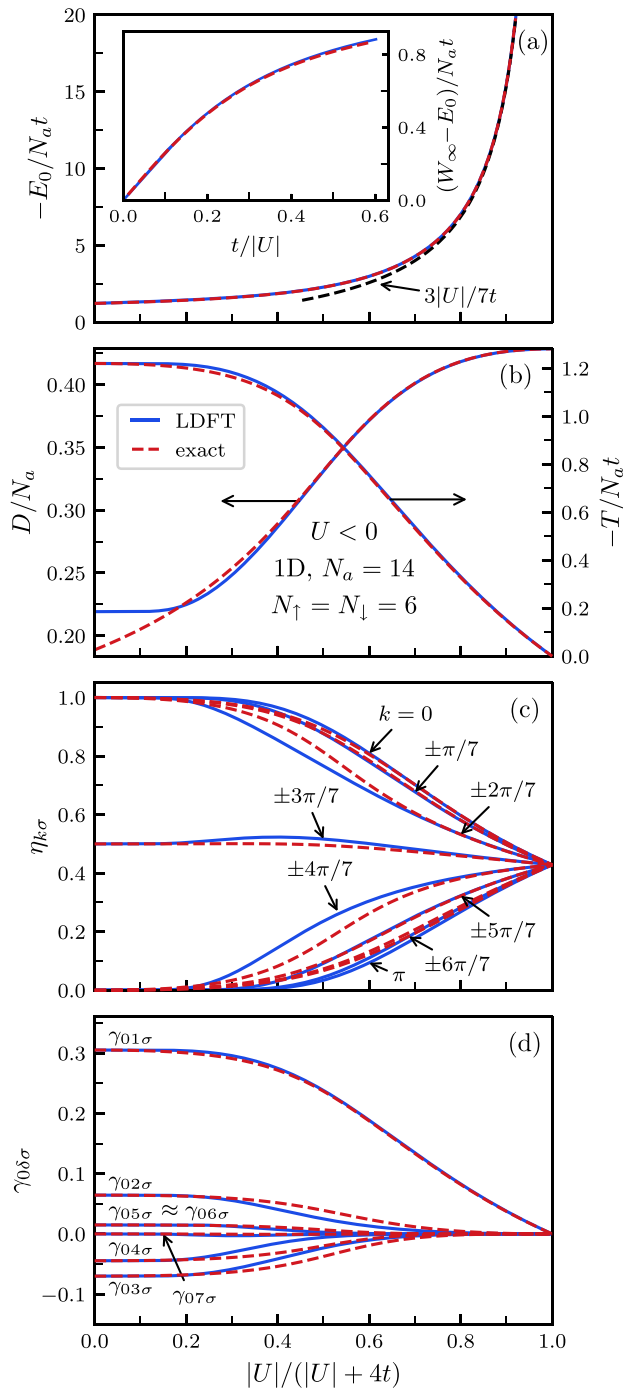 (a)
−E₀/Nₐt
20
15
10
5
0
(W∞−E₀)/Nₐt
0.8
0.4
0.0
0.0 0.2 0.4 0.6
t/|U|
3|U|/7t
(b)
D/Nₐ
0.40
0.35
0.30
0.25
0.20
−T/Nₐt
1.2
1.0
0.8
0.6
0.4
0.2
0.0
LDFT
exact
U < 0
1D, Nₐ = 14
N↑ = N↓ = 6
(c)
ηkσ
1.0
0.8
0.6
0.4
0.2
0.0
k = 0
±π/7
±2π/7
±3π/7
±4π/7
±5π/7
±6π/7
π
(d)
γ0δσ
0.3
0.2
0.1
0.0
−0.1
γ01σ
γ02σ
γ05σ ≈ γ06σ
γ04σ
γ03σ
γ07σ
0.0 0.2 0.4 0.6 0.8 1.0
|U|/(|U| + 4t)